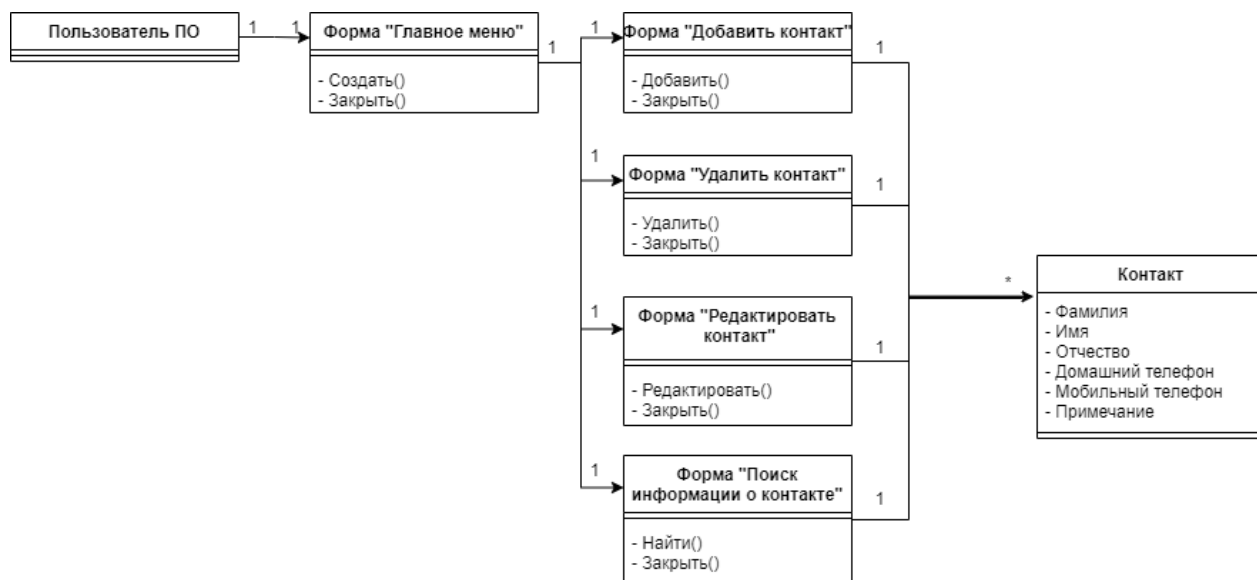 Пользователь ПО
1
1
Форма "Главное меню"
- Создать()
- Закрыть()
1
1
Форма "Добавить контакт"
- Добавить()
- Закрыть()
1
1
Форма "Удалить контакт"
- Удалить()
- Закрыть()
1
1
Форма "Редактировать
контакт"
- Редактировать()
- Закрыть()
1
1
Форма "Поиск
информации о контакте"
- Найти()
- Закрыть()
1
*
Контакт
- Фамилия
- Имя
- Отчество
- Домашний телефон
- Мобильный телефон
- Примечание